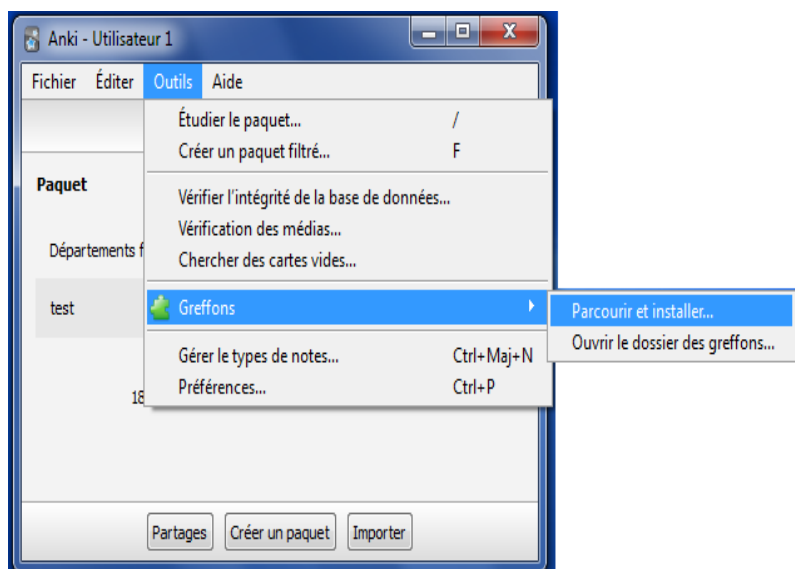 Anki - Utilisateur 1
Fichier Éditer Outils Aide
Étudier le paquet... /
Créer un paquet filtré... F
Paquet
Vérifier l'intégrité de la base de données...
Vérification des médias...
Départements f
Chercher des cartes vides...
test
Greffons
Parcourir et installer...
Ouvrir le dossier des greffons...
Gérer le types de notes... Ctrl+Maj+N
Préférences... Ctrl+P
18
Partages Créer un paquet Importer